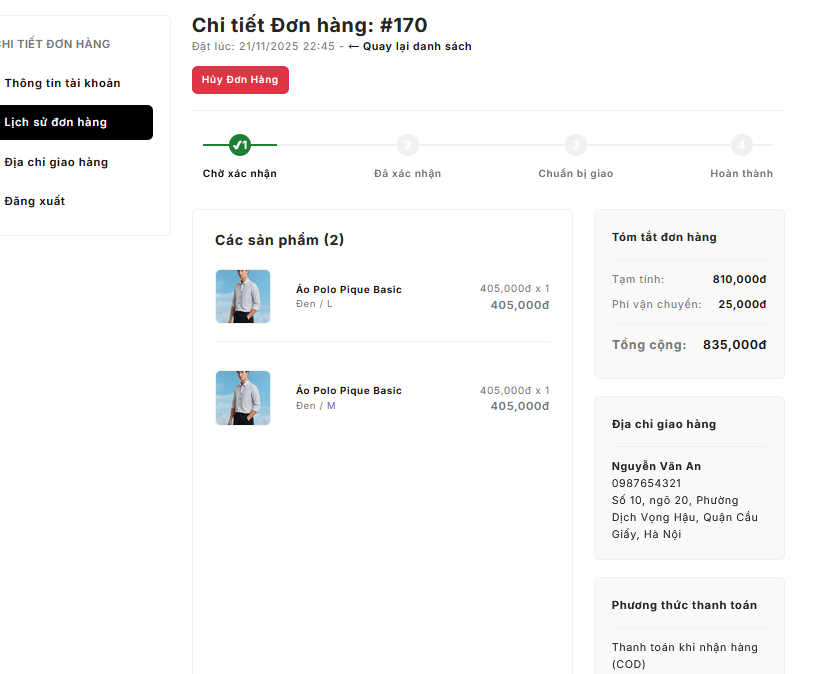 CHI TIẾT ĐƠN HÀNG
Thông tin tài khoản
Lịch sử đơn hàng
Địa chỉ giao hàng
Đăng xuất
Chi tiết Đơn hàng: #170
Đặt lúc: 21/11/2025 22:45 - ← Quay lại danh sách
Hủy Đơn Hàng
✓1
2
3
4
Chờ xác nhận
Đã xác nhận
Chuẩn bị giao
Hoàn thành
Các sản phẩm (2)
Áo Polo Pique Basic
Đen / L
405,000đ x 1
405,000đ
Áo Polo Pique Basic
Đen / M
405,000đ x 1
405,000đ
Tóm tắt đơn hàng
Tạm tính: 810,000đ
Phí vận chuyển: 25,000đ
Tổng cộng: 835,000đ
Địa chỉ giao hàng
Nguyễn Văn An
0987654321
Số 10, ngõ 20, Phường
Dịch Vọng Hậu, Quận Cầu
Giấy, Hà Nội
Phương thức thanh toán
Thanh toán khi nhận hàng
(COD)